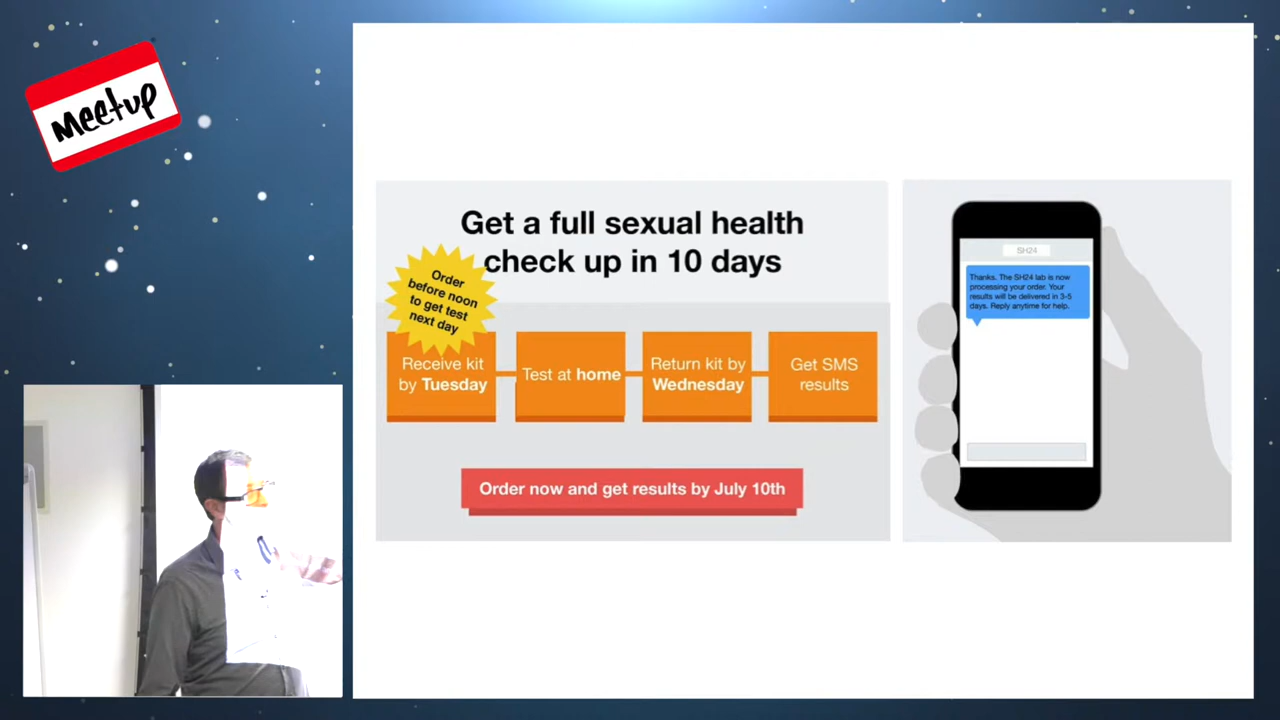 meetup
Get a full sexual health
check up in 10 days
Order
before noon
to get test
next day
Receive kit
by Tuesday
Test at home
Return kit by
Wednesday
Get SMS
results
Order now and get results by July 10th
SH24
Thanks. The SH24 lab is now
processing your order. Your
results will be delivered in 3-5
days. Reply anytime for help.